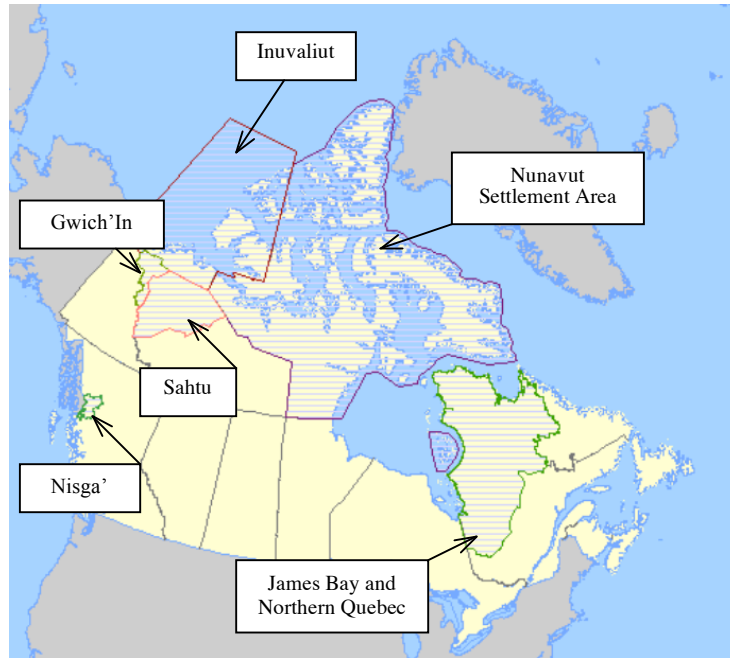 Inuvaliut
Nunavut
Settlement Area
Gwich’In
Sahtu
Nisga’
James Bay and
Northern Quebec